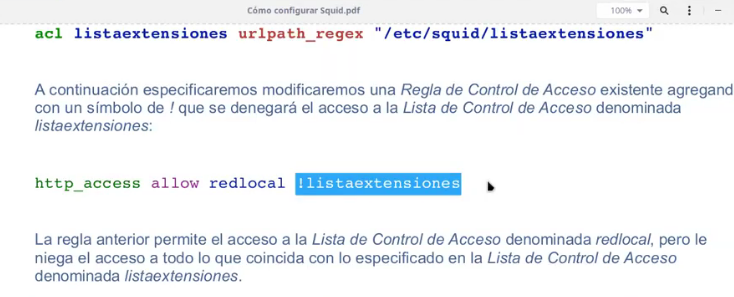 Cómo configurar Squid.pdf
100%
acl listaextensiones urlpath_regex "/etc/squid/listaextensiones"
A continuación especificaremos modificaremos una Regla de Control de Acceso existente agregand
con un símbolo de ! que se denegará el acceso a la Lista de Control de Acceso denominada
listaextensiones:
http_access allow redlocal !listaextensiones
La regla anterior permite el acceso a la Lista de Control de Acceso denominada redlocal, pero le
niega el acceso a todo lo que coincida con lo especificado en la Lista de Control de Acceso
denominada listaextensiones.